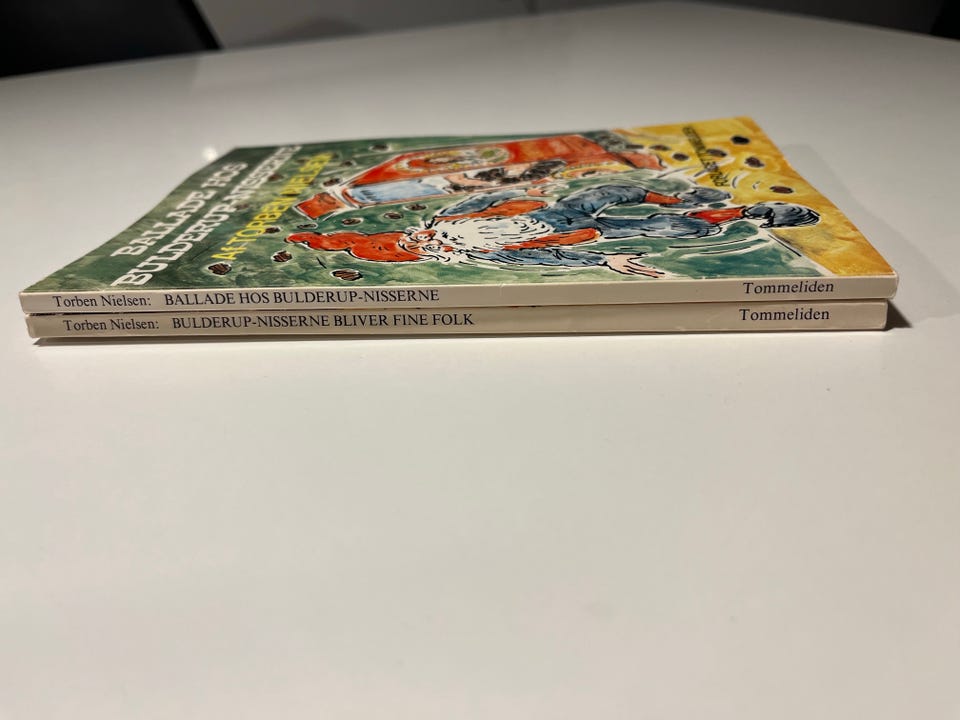 BALLADE HOS
BULDERUP-NISSERNE
AF TORBEN NIELSEN
Torben Nielsen: BALLADE HOS BULDERUP-NISSERNE Tommeliden
Torben Nielsen: BULDERUP-NISSERNE BLIVER FINE FOLK Tommeliden